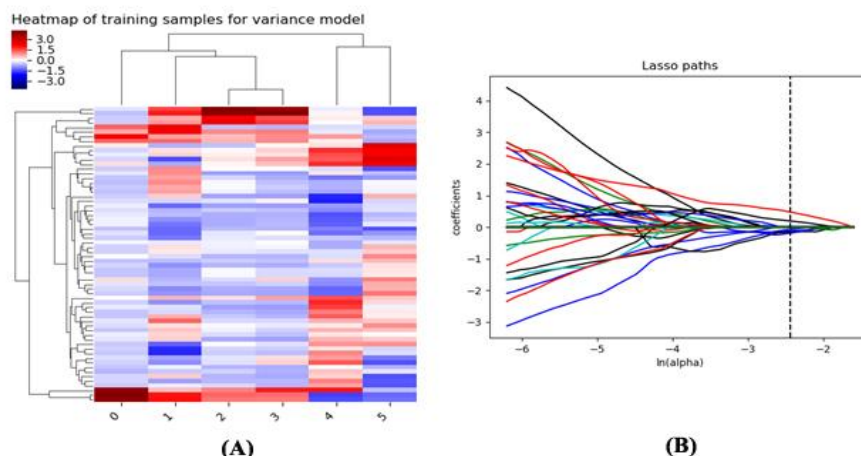 Heatmap of training samples for variance model
3.0
1.5
0.0
−1.5
−3.0
0 1 2 3 4 5
(A)
Lasso paths
coefficients
4
3
2
1
0
−1
−2
−3
−6 −5 −4 −3 −2
ln(alpha)
(B)